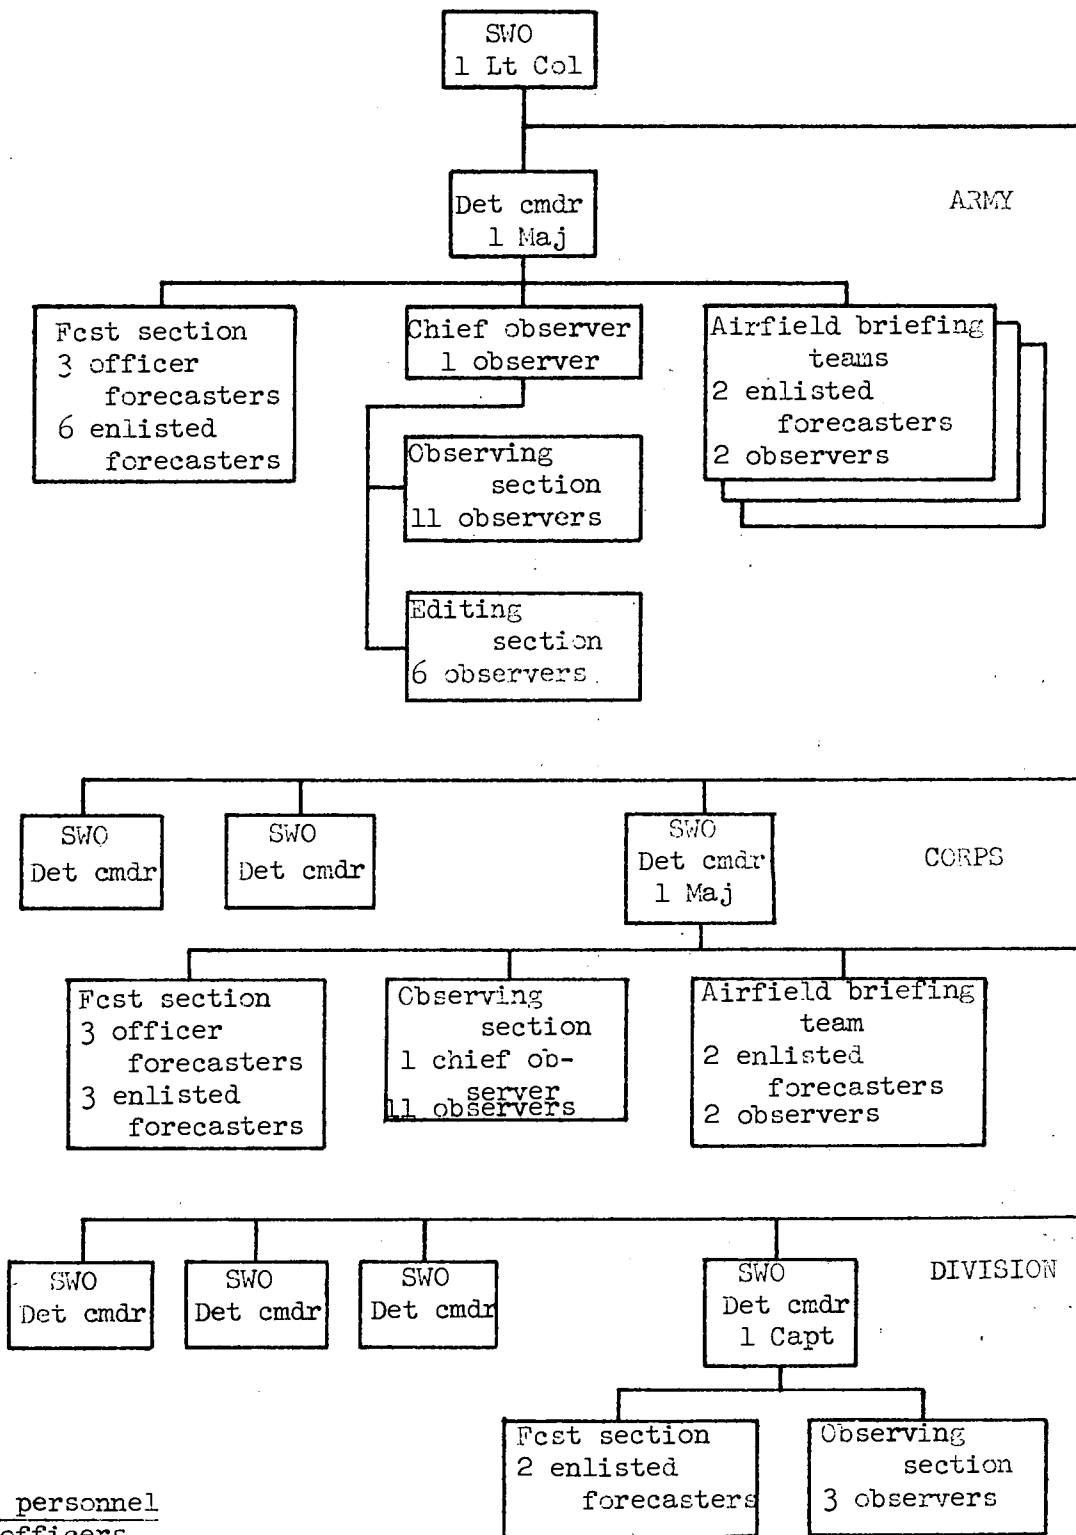 SWO
1 Lt Col
Det cmdr
1 Maj
ARMY
Fcst section
3 officer
forecasters
6 enlisted
forecasters
Chief observer
1 observer
Airfield briefing
teams
2 enlisted
forecasters
2 observers
Observing
section
11 observers
Editing
section
6 observers
SWO
Det cmdr
SWO
Det cmdr
SWO
Det cmdr
1 Maj
CORPS
Fcst section
3 officer
forecasters
3 enlisted
forecasters
Observing
section
1 chief ob-
server
11 observers
Airfield briefing
team
2 enlisted
forecasters
2 observers
SWO
Det cmdr
SWO
Det cmdr
SWO
Det cmdr
SWO
Det cmdr
1 Capt
DIVISION
Fcst section
2 enlisted
forecasters
Observing
section
3 observers
personnel
officers